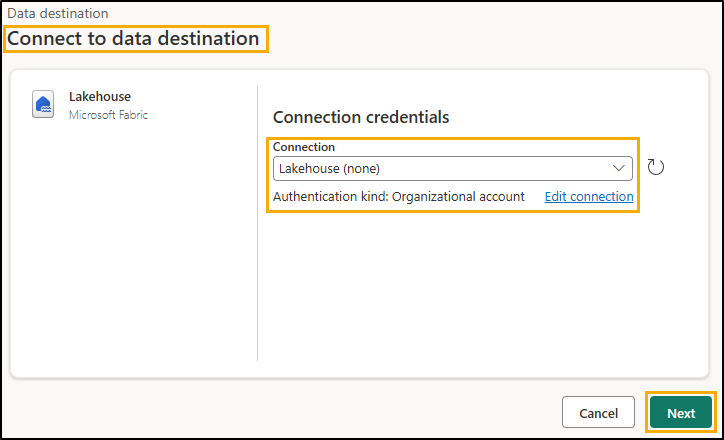 Data destination
Connect to data destination
Lakehouse
Microsoft Fabric
Connection credentials
Connection
Lakehouse (none)
Authentication kind: Organizational account Edit connection
Cancel Next